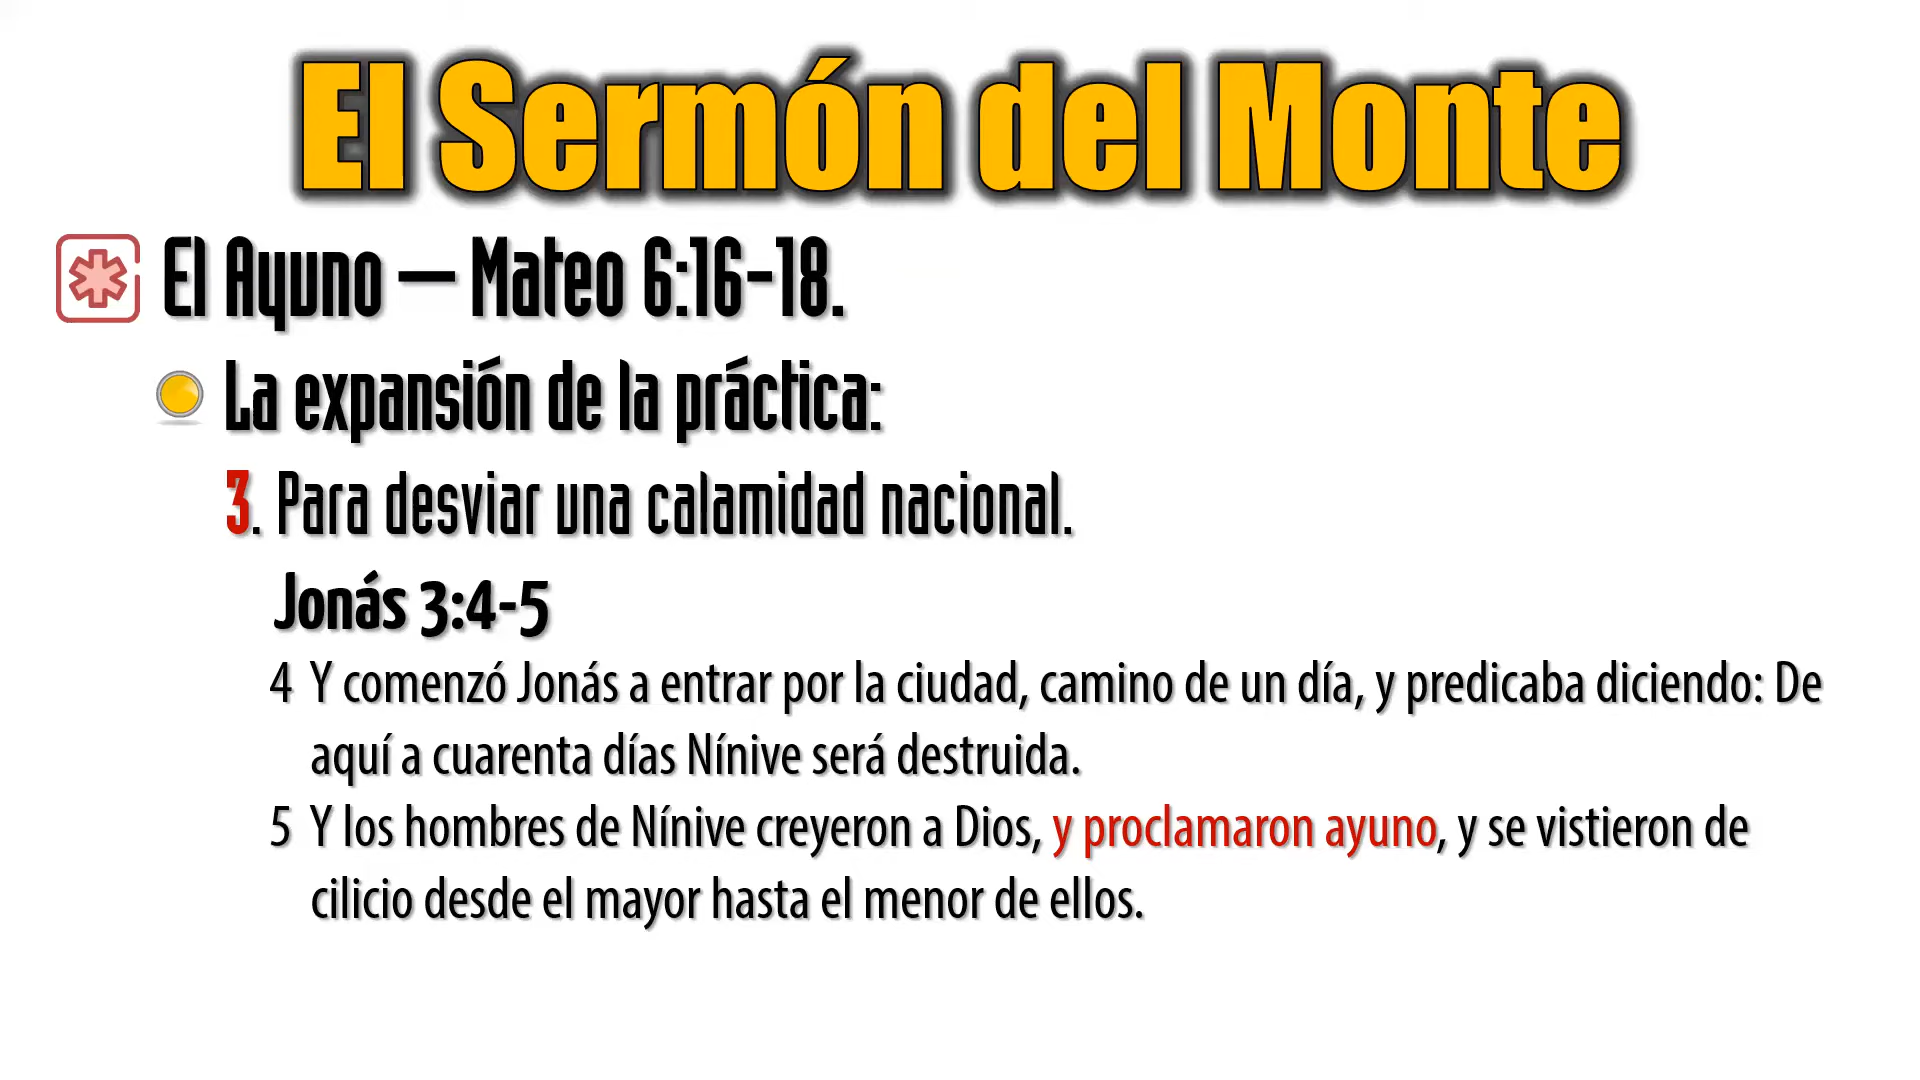 El Sermón del Monte
El Ayuno – Mateo 6:16-18.
La expansión de la práctica:
3. Para desviar una calamidad nacional.
Jonás 3:4-5
4 Y comenzó Jonás a entrar por la ciudad, camino de un día, y predicaba diciendo: De
aquí a cuarenta días Nínive será destruida.
5 Y los hombres de Nínive creyeron a Dios, y proclamaron ayuno, y se vistieron de
cilicio desde el mayor hasta el menor de ellos.